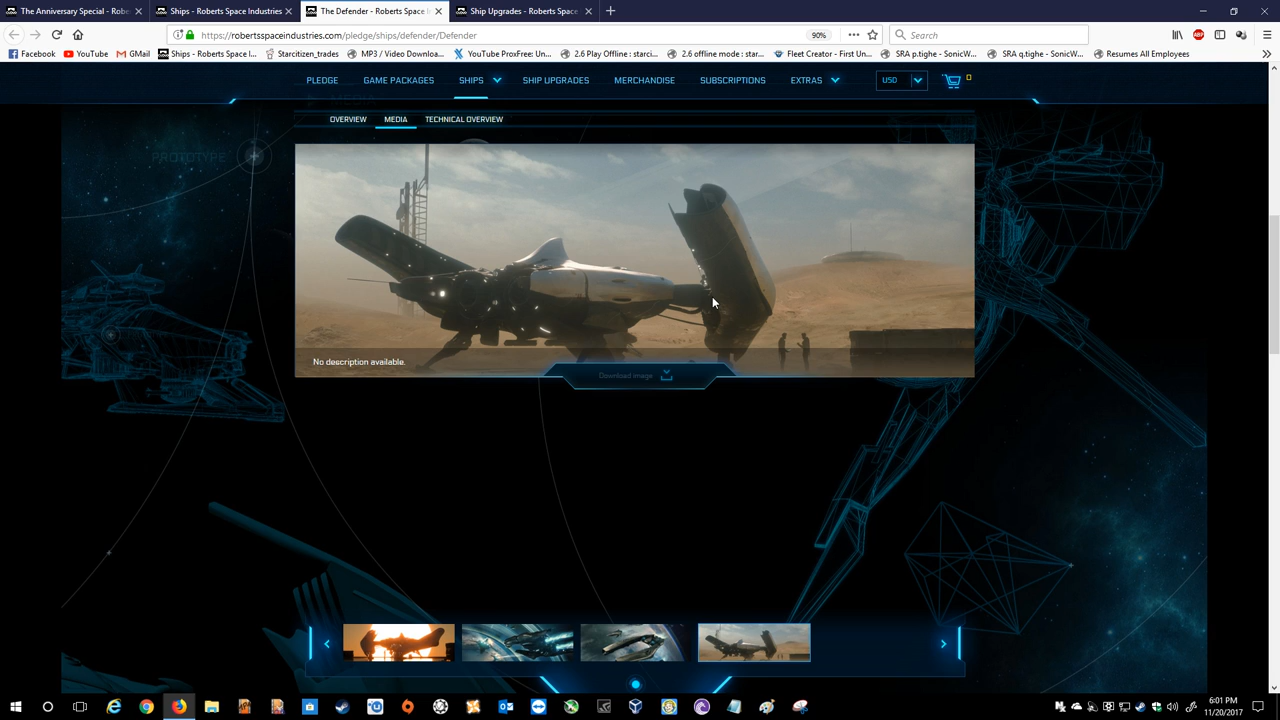 The Anniversary Special - Rober
Ships - Roberts Space Industries
The Defender - Roberts Space I
Ship Upgrades - Roberts Space
https://robertsspaceindustries.com/pledge/ships/defender/Defender
90%
Search
Facebook
YouTube
GMail
Ships - Roberts Space I...
Starcitizen_trades
MP3 / Video Downloa...
YouTube ProxFree: Un...
2.6 Play Offline : starci...
2.6 offline mode : star...
Fleet Creator - First Un...
SRA p.tighe - SonicW...
SRA q.tighe - SonicW...
Resumes All Employees
PLEDGE
GAME PACKAGES
SHIPS
SHIP UPGRADES
MERCHANDISE
SUBSCRIPTIONS
EXTRAS
USD
0
MEDIA
OVERVIEW
MEDIA
TECHNICAL OVERVIEW
PROTOTYPE
No description available.
Download image
6:01 PM
11/20/2017